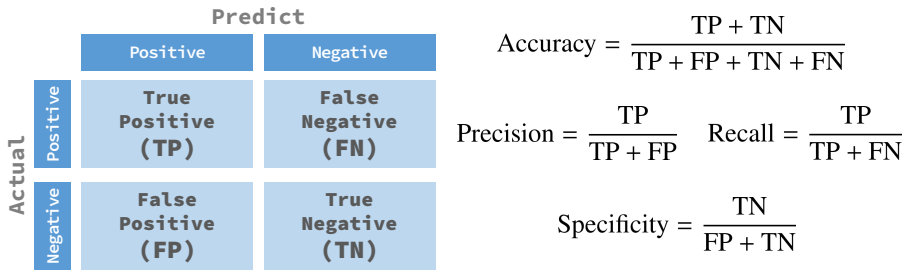 Predict
Positive
Negative
Actual
Positive
True
Positive
(TP)
False
Negative
(FN)
Negative
False
Positive
(FP)
True
Negative
(TN)
Accuracy = (TP + TN) / (TP + FP + TN + FN)
Precision = TP / (TP + FP)
Recall = TP / (TP + FN)
Specificity = TN / (FP + TN)